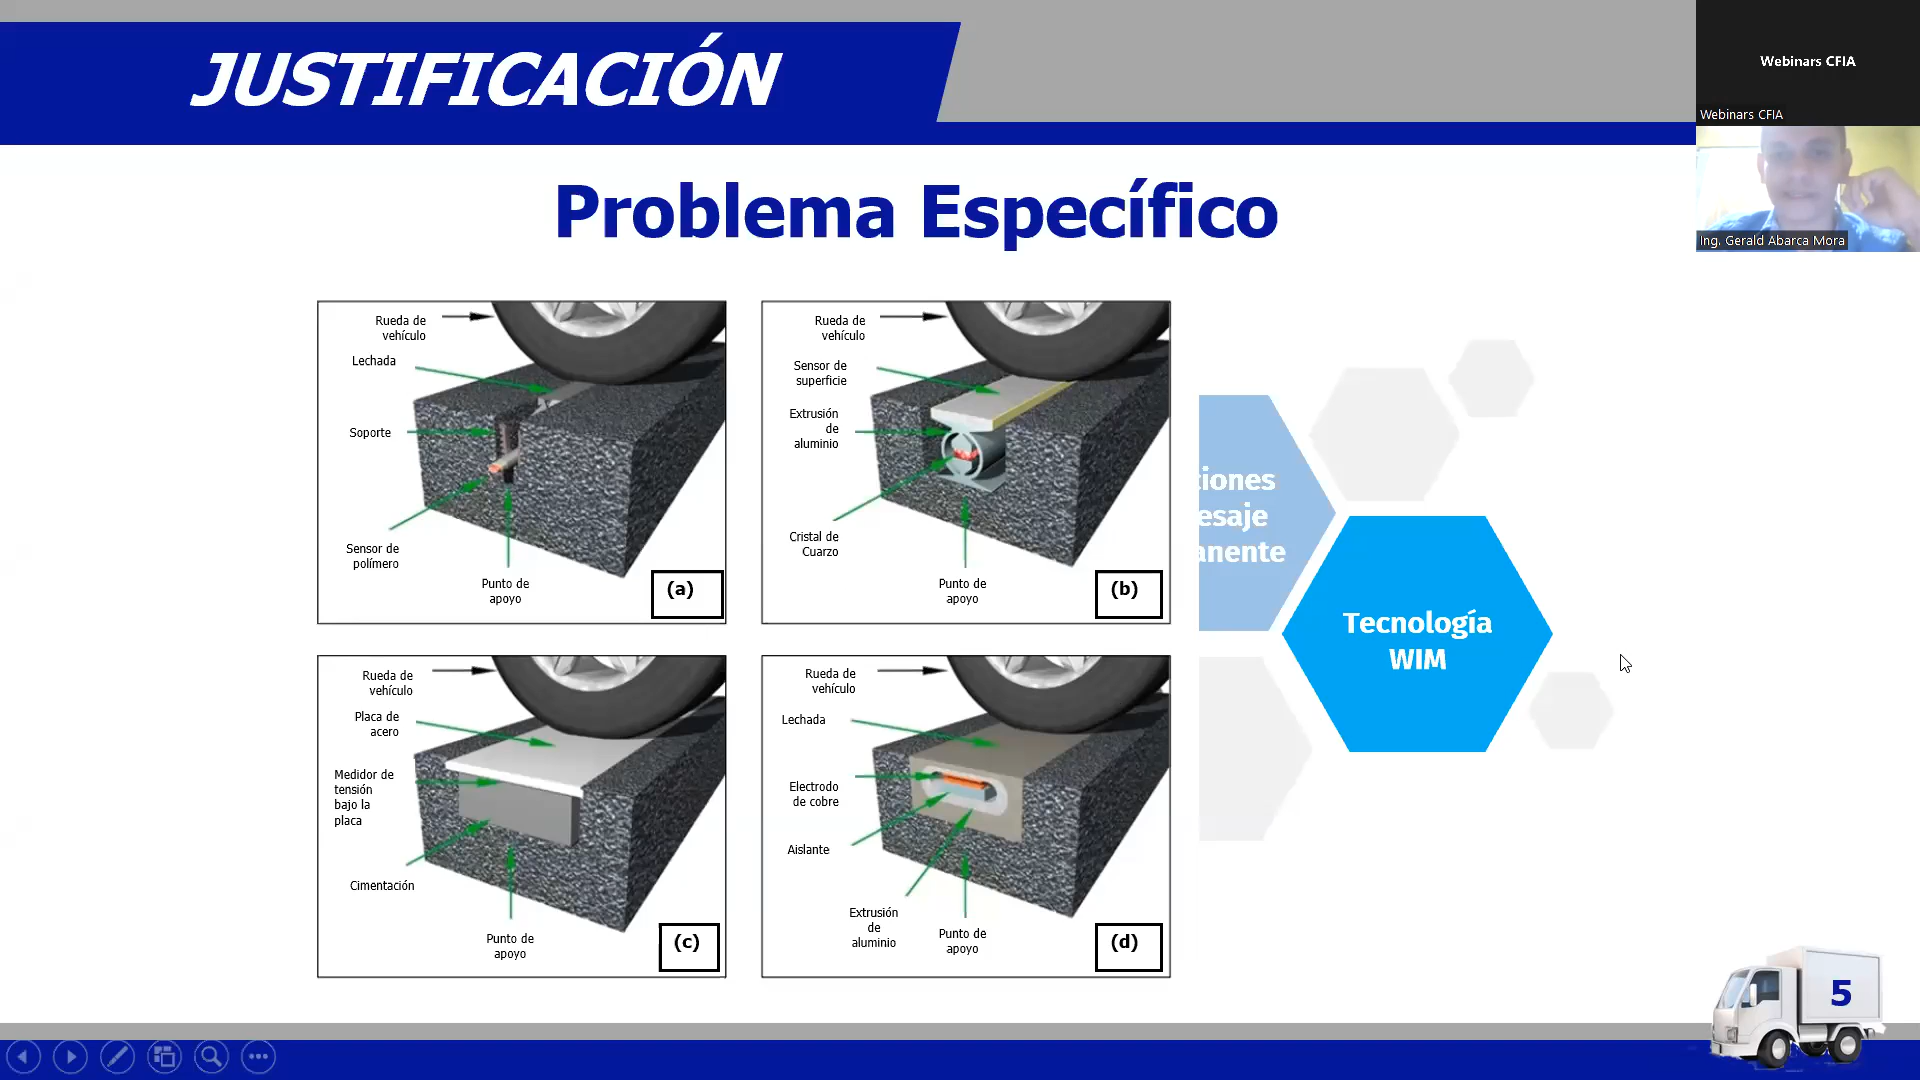 JUSTIFICACIÓN
Webinars CFIA
Webinars CFIA
Ing. Gerald Abarca Mora
Problema Específico
Rueda de
vehículo
Lechada
Soporte
Sensor de
polímero
Punto de
apoyo
(a)
Rueda de
vehículo
Sensor de
superficie
Extrusión
de
aluminio
Cristal de
Cuarzo
Punto de
apoyo
(b)
Rueda de
vehículo
Placa de
acero
Medidor de
tensión
bajo la
placa
Cimentación
Punto de
apoyo
(c)
Rueda de
vehículo
Lechada
Electrodo
de cobre
Aislante
Extrusión
de
aluminio
Punto de
apoyo
(d)
ciones
esaje
anente
Tecnología
WIM
5